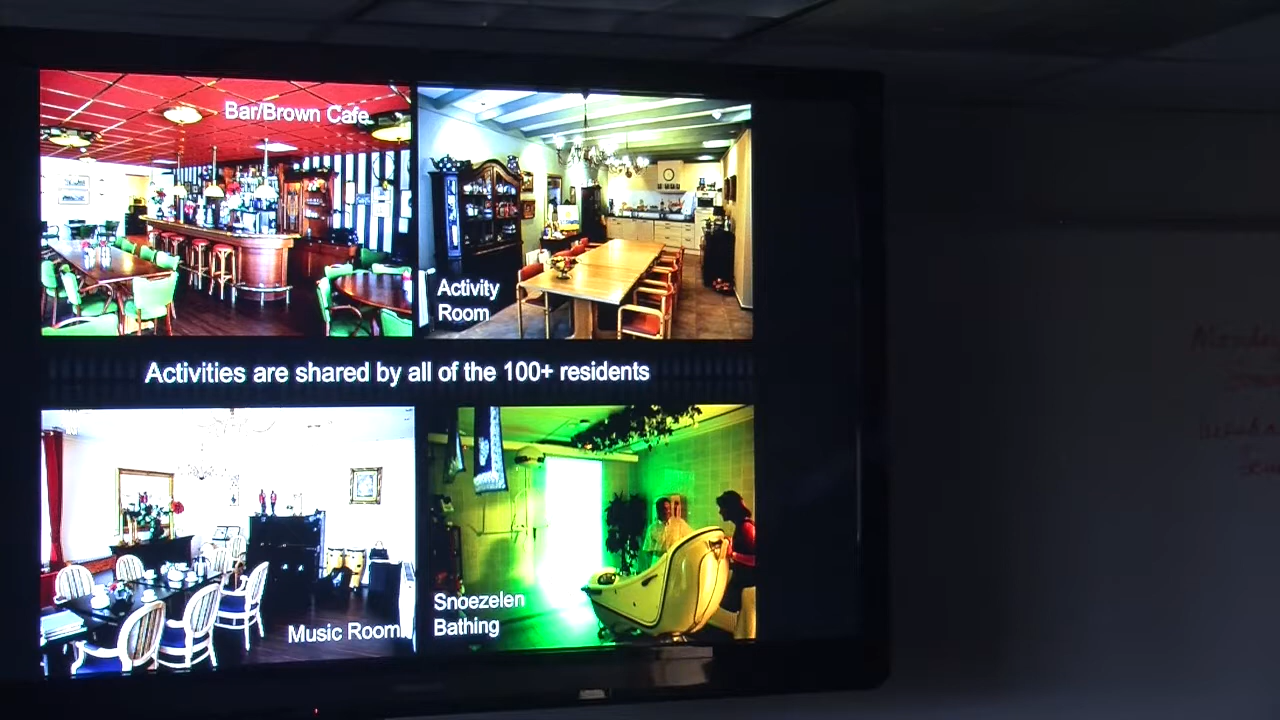 Bar/Brown Cafe
Activity
Room
Activities are shared by all of the 100+ residents
Music Room
Snoezelen
Bathing